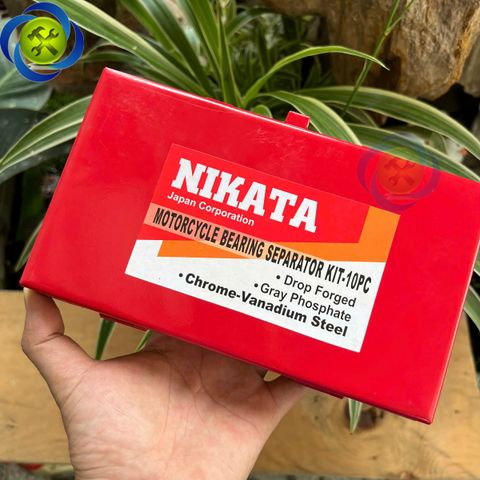 NIKATA
Japan Corporation
MOTORCYCLE BEARING SEPARATOR KIT-10PC
• Drop Forged
• Gray Phosphate
• Chrome-Vanadium Steel